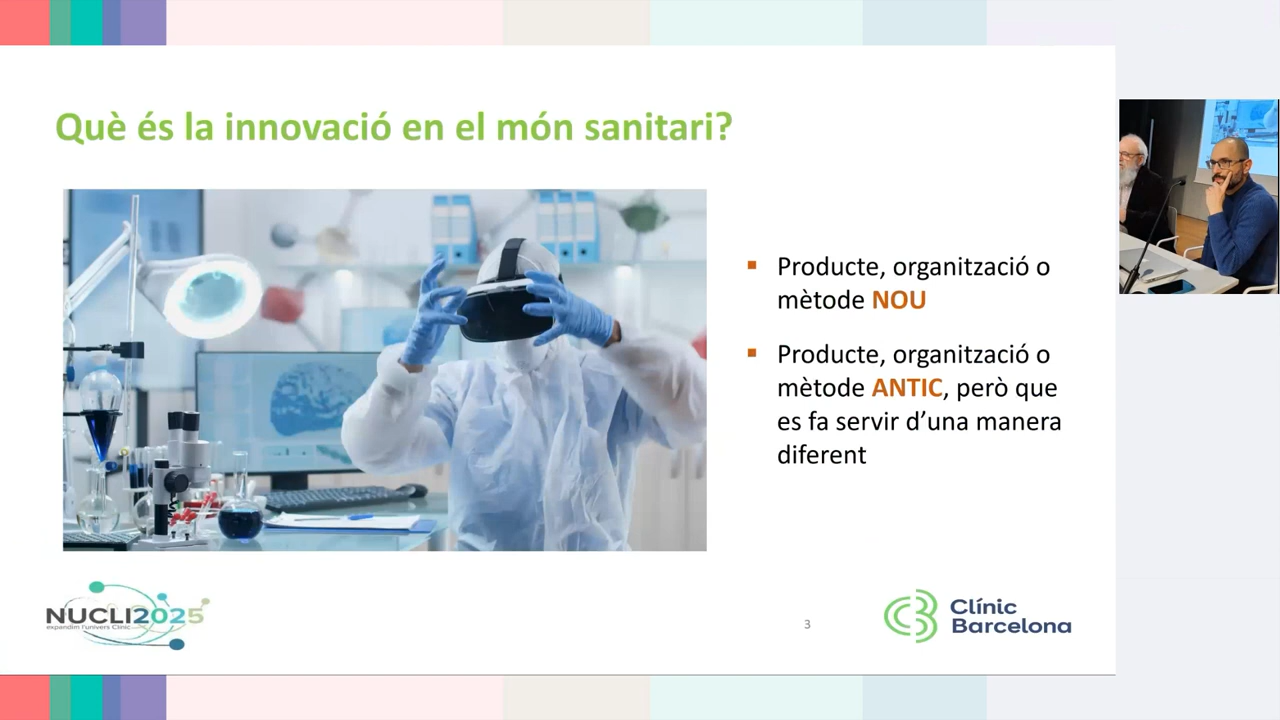 Què és la innovació en el món sanitari?
Producte, organització o
mètode NOU
Producte, organització o
mètode ANTIC, però que
es fa servir d’una manera
diferent
NUCLI2025
expandim l'univers Clínic
3
Clínic
Barcelona